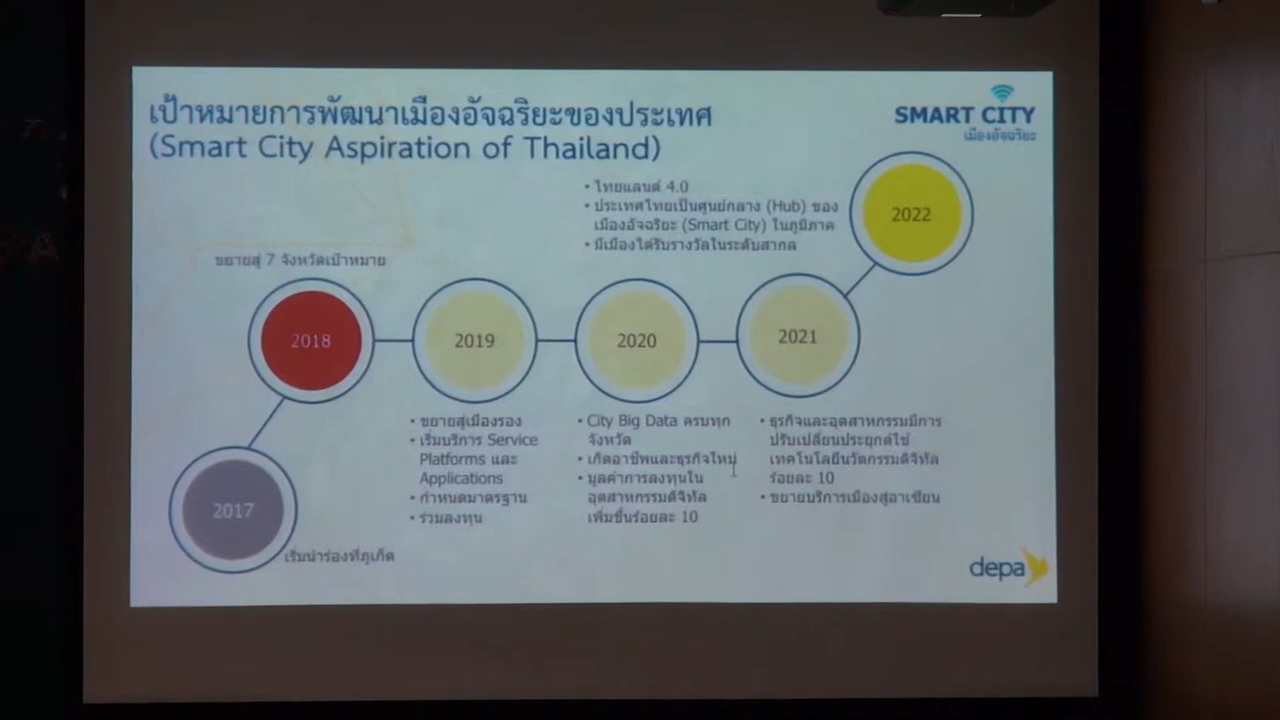 เป้าหมายการพัฒนาเมืองอัจฉริยะของประเทศ
(Smart City Aspiration of Thailand)
SMART CITY
เมืองอัจฉริยะ
• ไทยแลนด์ 4.0
• ประเทศไทยเป็นศูนย์กลาง (Hub) ของ
เมืองอัจฉริยะ (Smart City) ในภูมิภาค
• มีเมืองได้รับรางวัลในระดับสากล
2022
ขยายสู่ 7 จังหวัดเป้าหมาย
2018
2019
2020
2021
• ขยายสู่เมืองรอง
• เริ่มบริการ Service
Platforms และ
Applications
• กำหนดมาตรฐาน
• ร่วมลงทุน
• City Big Data ครบทุก
จังหวัด
• เกิดอาชีพและธุรกิจใหม่
• มูลค่าการลงทุนใน
อุตสาหกรรมดิจิทัล
เพิ่มขึ้นร้อยละ 10
• ธุรกิจและอุตสาหกรรมมีการ
ปรับเปลี่ยนประยุกต์ใช้
เทคโนโลยีนวัตกรรมดิจิทัล
ร้อยละ 10
• ขยายบริการเมืองสู่อาเซียน
2017
เริ่มนำร่องที่ภูเก็ต
depa